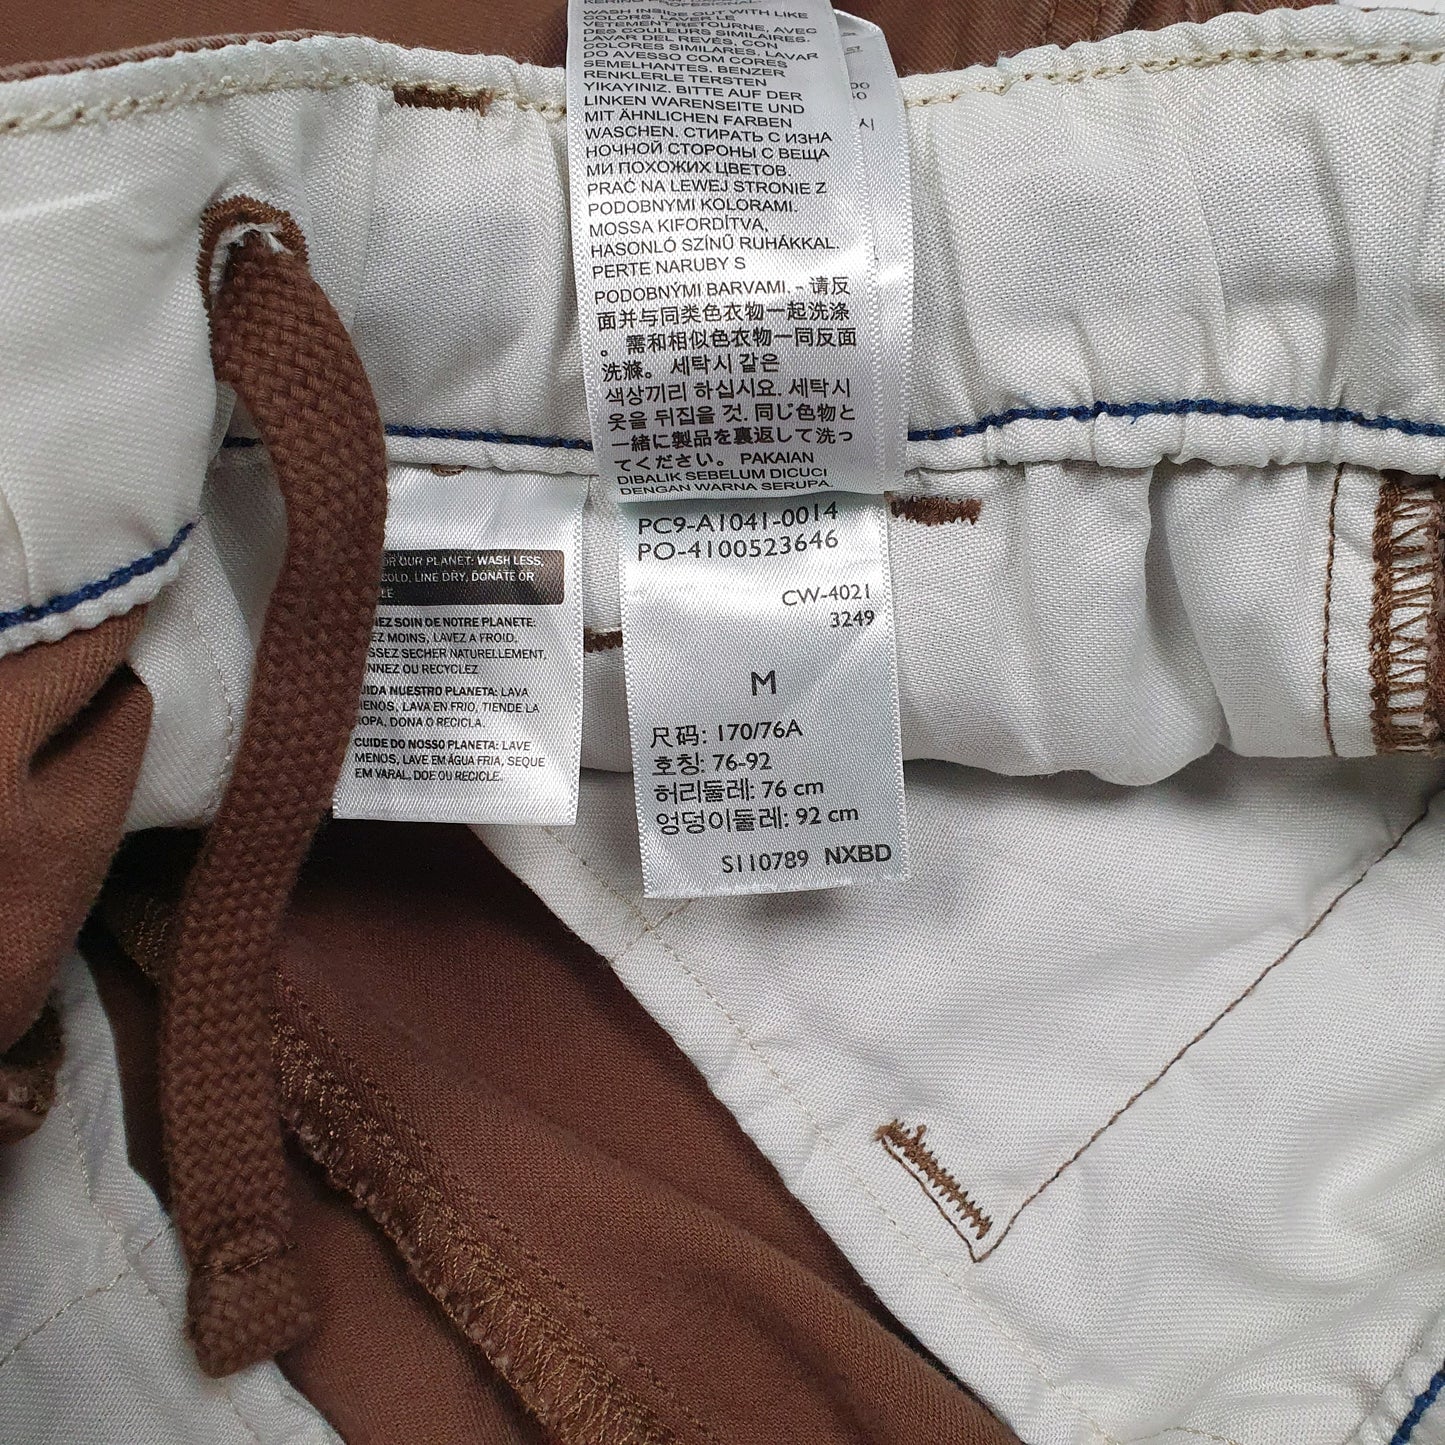 PROFESIONAL.
WASH INSIDE OUT WITH LIKE
COLORS. LAVER LE
VETEMENT RETOURNE, AVEC
DES COULEURS SIMILAIRES.
LAVAR DEL REVÉS, CON
COLORES SIMILARES. LAVAR
DO AVESSO COM CORES
SEMELHANTES. BENZER
RENKLERLE TERSTEN
YIKAYINIZ. BITTE AUF DER
LINKEN WARENSEITE UND
MIT ÄHNLICHEN FARBEN
WASCHEN. СТИРАТЬ С ИЗНА
НОЧНОЙ СТОРОНЫ С ВЕЩА
МИ ПОХОЖИХ ЦВЕТОВ.
PRAĆ NA LEWEJ STRONIE Z
PODOBNYMI KOLORAMI.
MOSSA KIFORDÍTVA,
HASONLÓ SZÍNŰ RUHÁKKAL.
PERTE NARUBY S
PODOBNÝMI BARVAMI. - 请反
面并与同类色衣物一起洗涤
。需和相似色衣物一同反面
洗滌。 세탁시 같은
색상끼리 하십시요. 세탁시
옷을 뒤집을 것. 同じ色物と
一緒に製品を裏返して洗っ
てください。 PAKAIAN
DIBALIK SEBELUM DICUCI
DENGAN WARNA SERUPA.
PC9-A1041-0014
PO-4100523646
CW-4021
3249
M
尺码: 170/76A
호칭: 76-92
허리둘레: 76 cm
엉덩이둘레: 92 cm
S110789 NXBD
OR OUR PLANET: WASH LESS,
COLD, LINE DRY, DONATE OR
LE
EZ SOIN DE NOTRE PLANETE:
EZ MOINS, LAVEZ A FROID,
SSEZ SECHER NATURELLEMENT,
NNEZ OU RECYCLEZ
IDA NUESTRO PLANETA: LAVA
ENOS, LAVA EN FRIO, TIENDE LA
OPA, DONA O RECICLA.
CUIDE DO NOSSO PLANETA: LAVE
MENOS, LAVE EM ÁGUA FRIA, SEQUE
EM VARAL, DOE OU RECICLE.